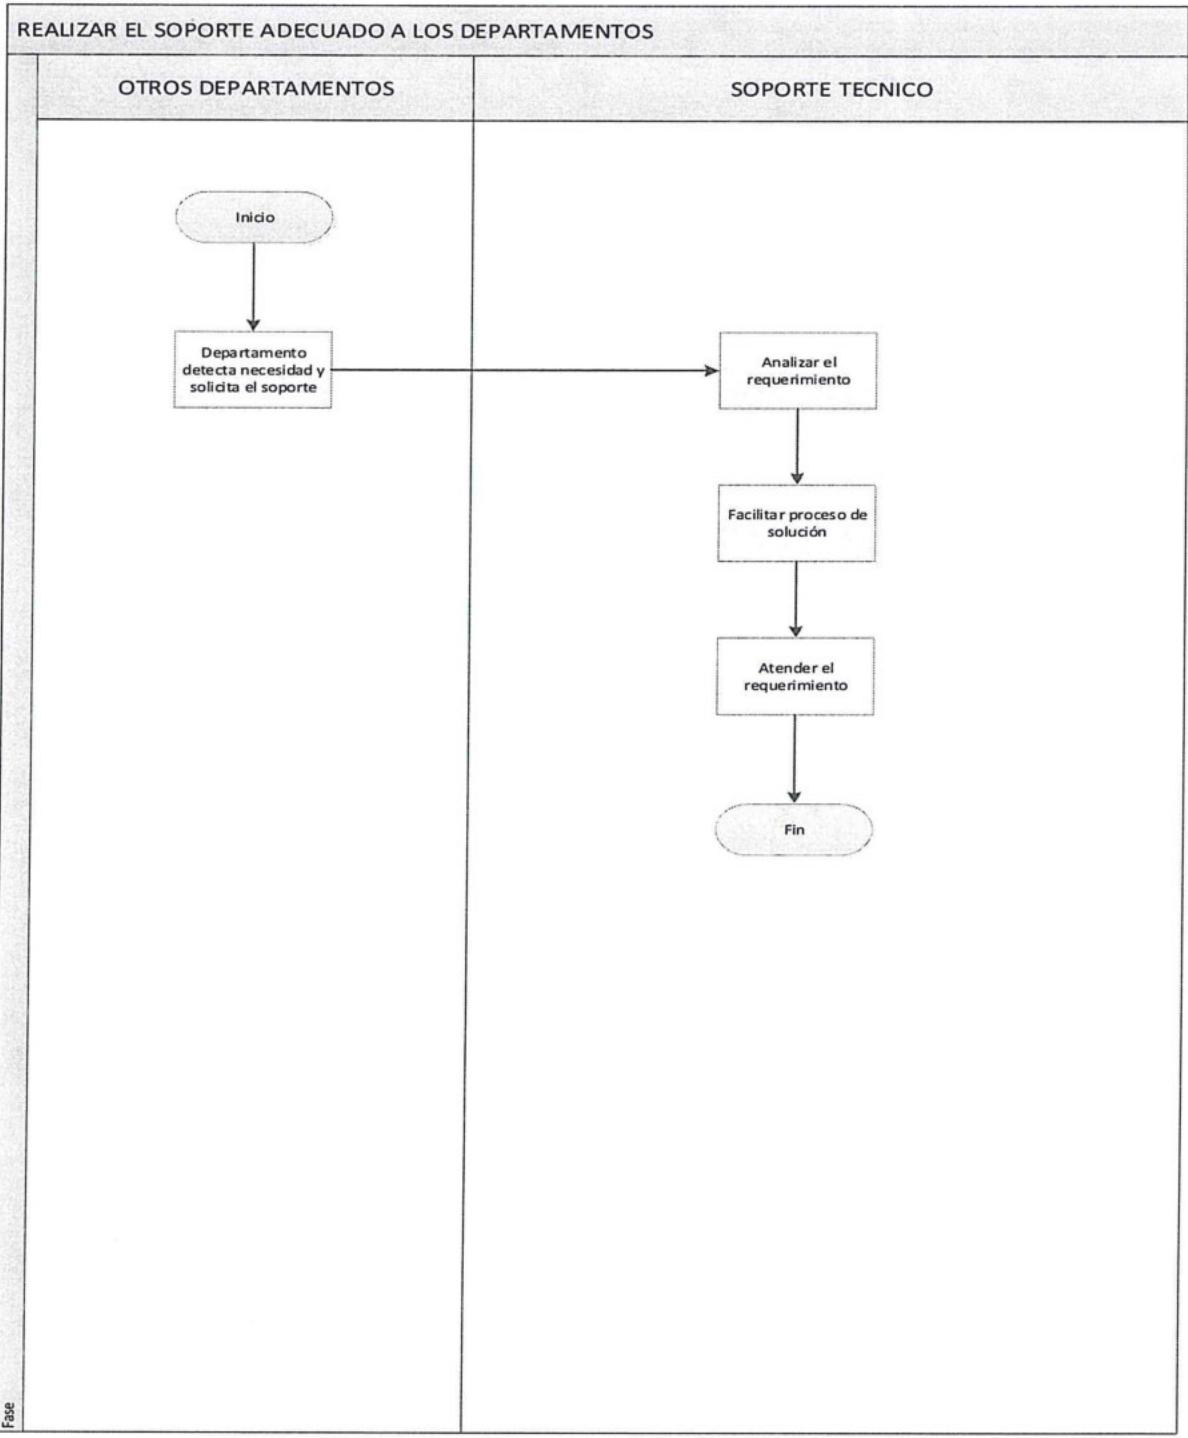 REALIZAR EL SOPORTE ADECUADO A LOS DEPARTAMENTOS
OTROS DEPARTAMENTOS
SOPORTE TECNICO
Inicio
Departamento
detecta necesidad y
solicita el soporte
Analizar el
requerimiento
Facilitar proceso de
solución
Atender el
requerimiento
Fin
Fase